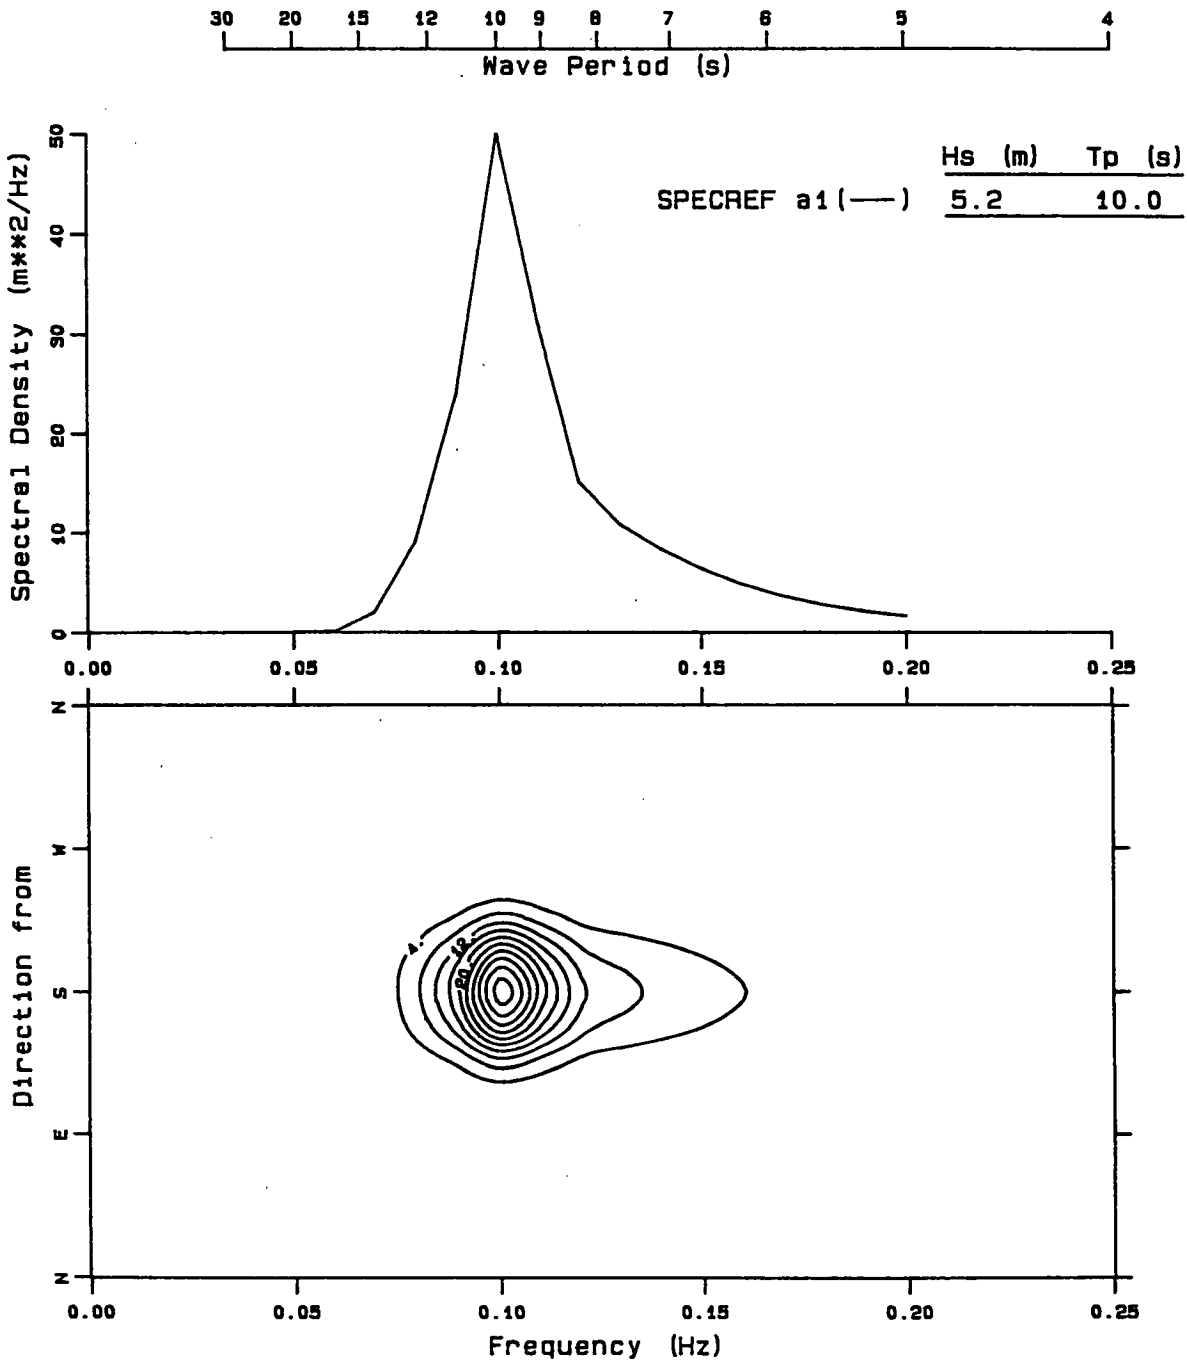 30 20 15 12 10 9 8 7 6 5 4
Wave Period (s)
Hs (m) Tp (s)
SPECREF a1 (—) 5.2 10.0
Spectral Density (m**2/Hz)
50
40
30
20
10
0
0.00 0.05 0.10 0.15 0.20 0.25
Direction from
N
W
S
E
N
4.
12.
20.
0.00 0.05 0.10 0.15 0.20 0.25
Frequency (Hz)